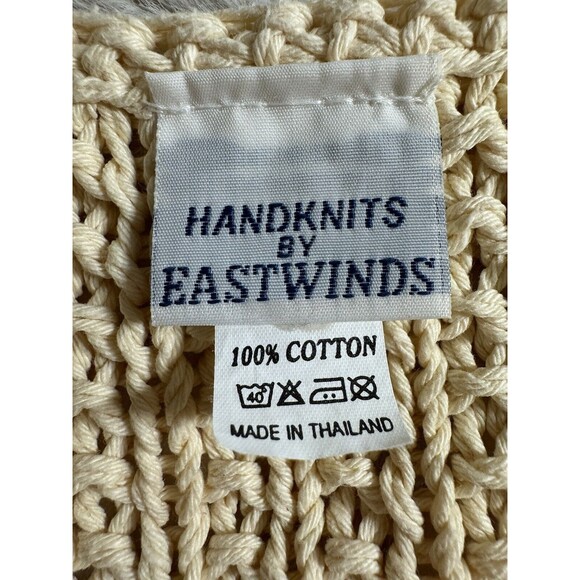 HANDKNITS
BY
EASTWINDS
100% COTTON
40°
MADE IN THAILAND